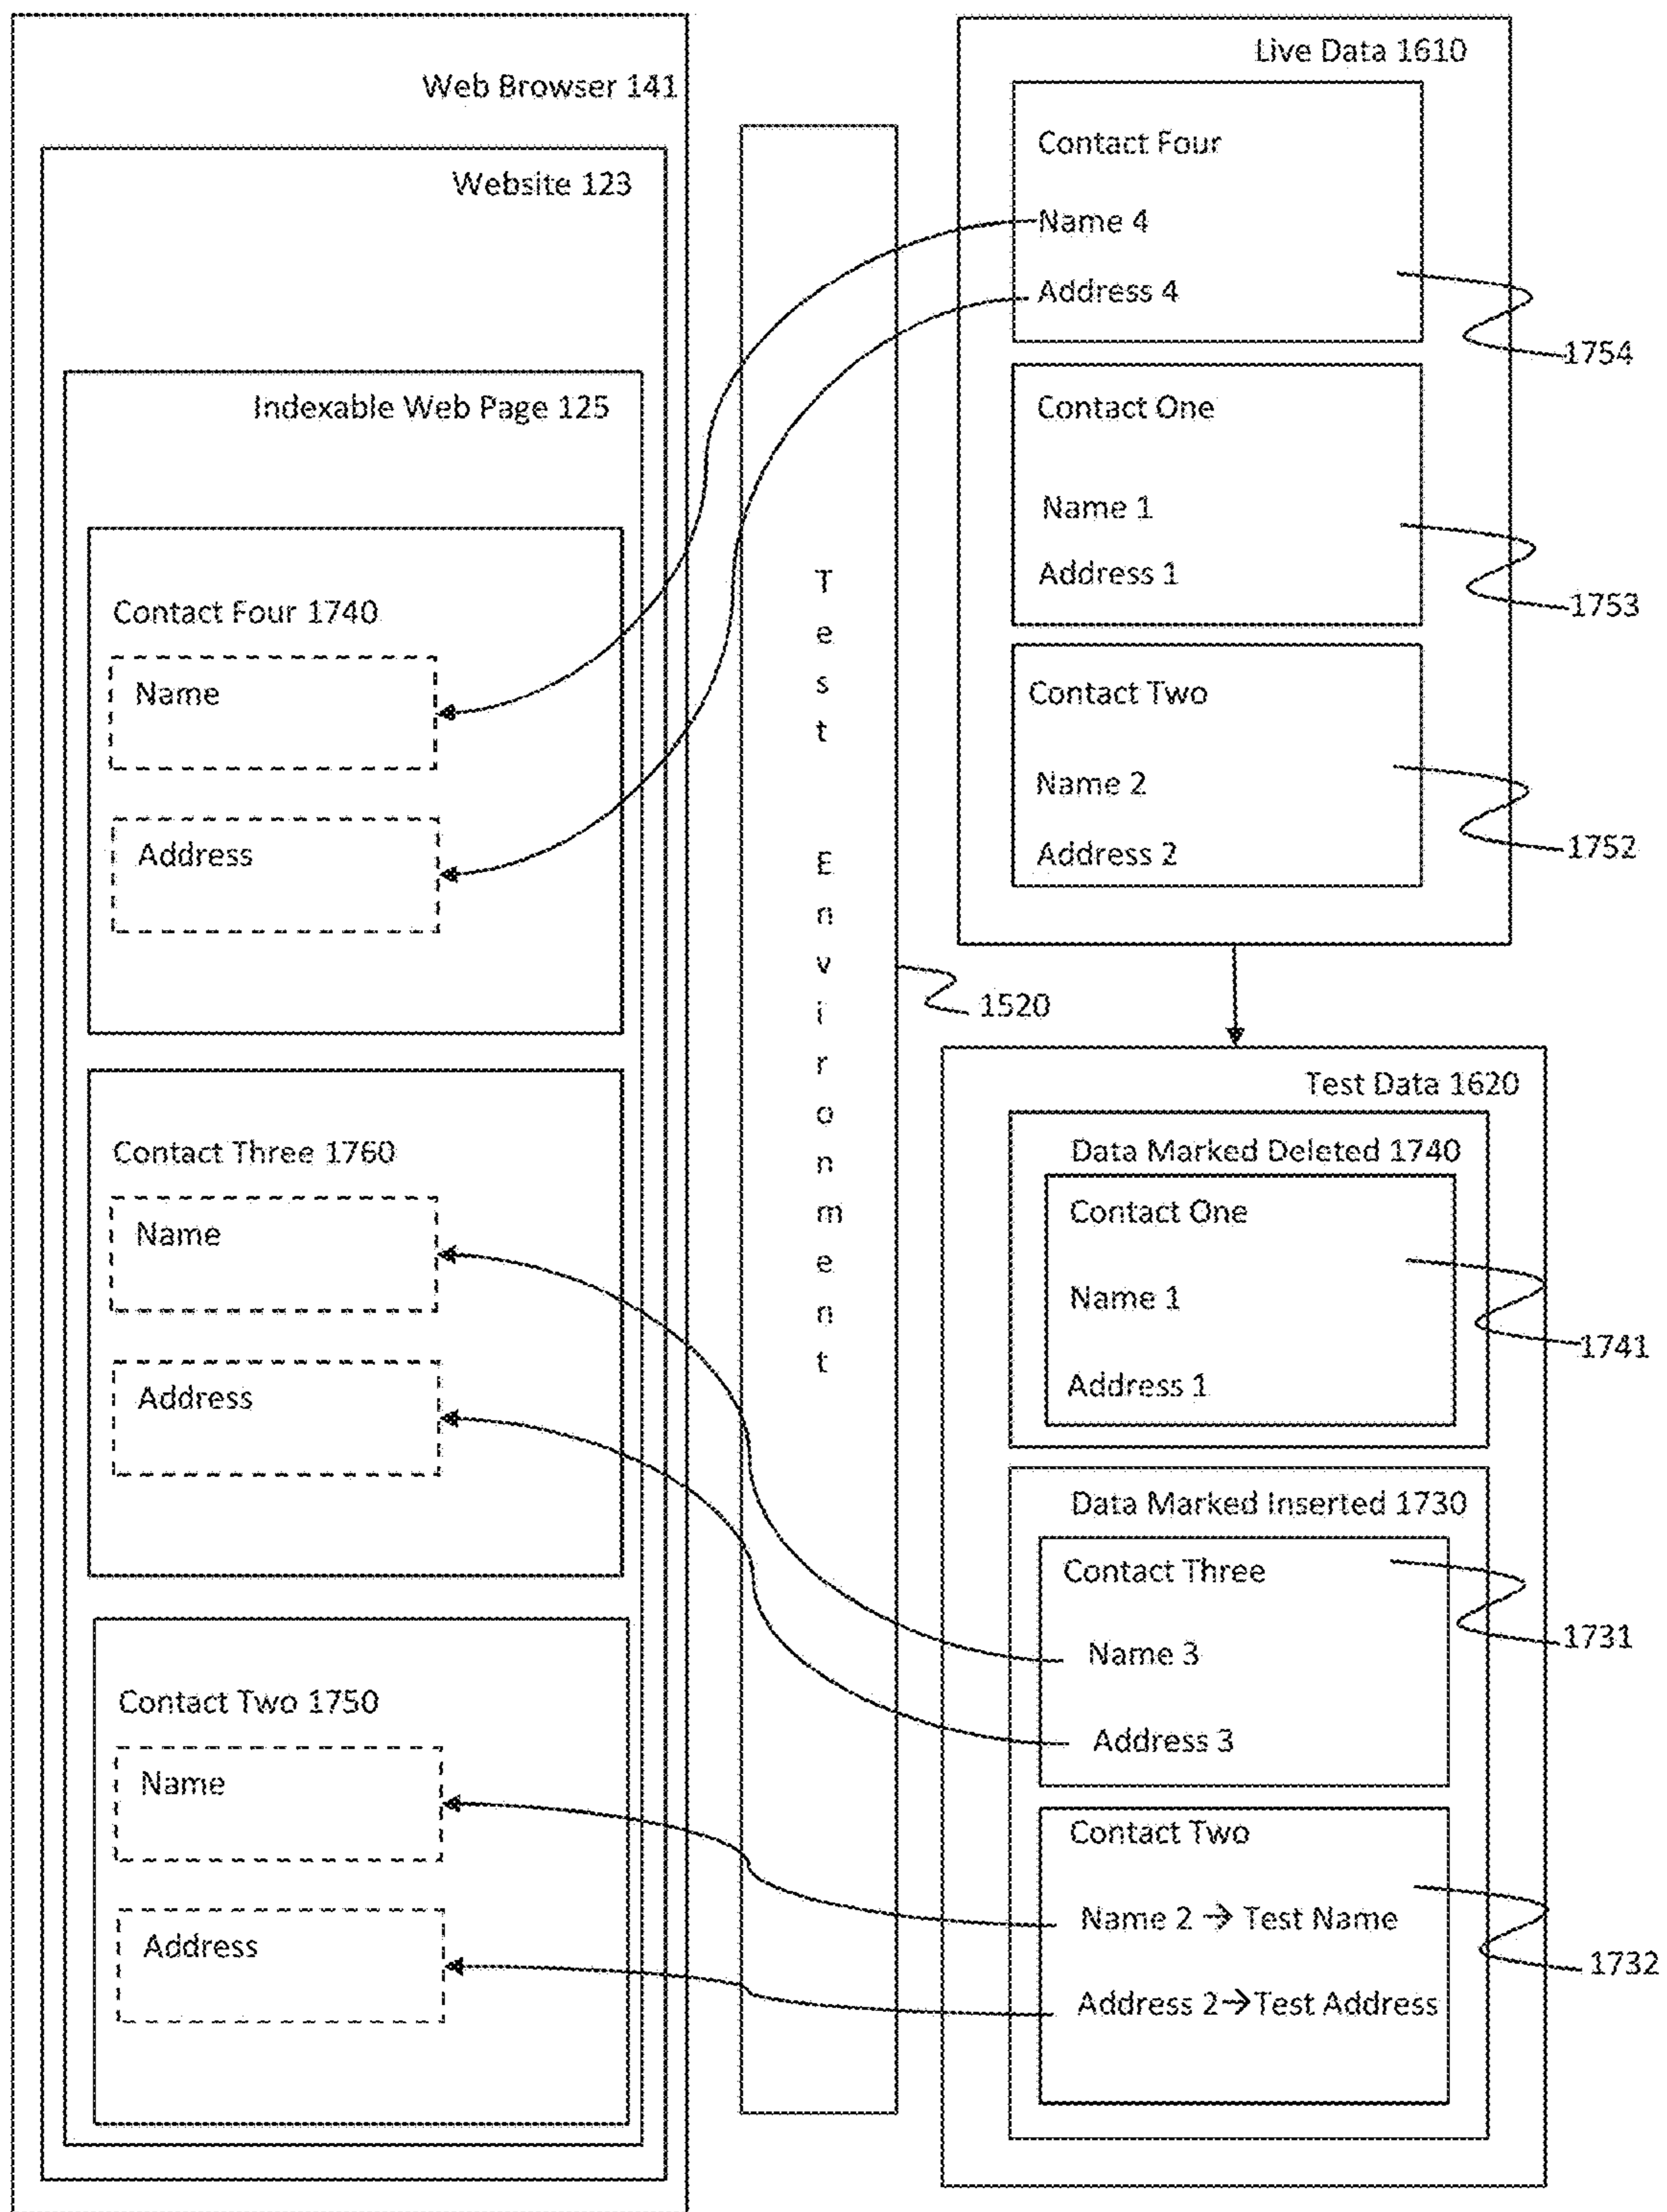 Web Browser 141
Website 123
Indexable Web Page 125
Contact Four 1740
Name
Address
Contact Three 1760
Name
Address
Contact Two 1750
Name
Address
Test Environment
1520
Live Data 1610
Contact Four
Name 4
Address 4
1754
Contact One
Name 1
Address 1
1753
Contact Two
Name 2
Address 2
1752
Test Data 1620
Data Marked Deleted 1740
Contact One
Name 1
Address 1
1741
Data Marked Inserted 1730
Contact Three
Name 3
Address 3
1731
Contact Two
Name 2 → Test Name
Address 2→Test Address
1732